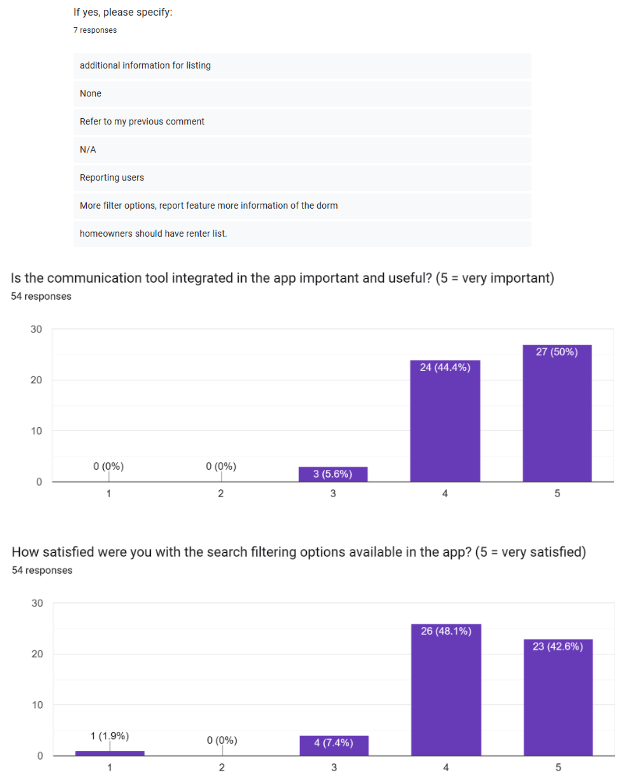 If yes, please specify:
7 responses
additional information for listing
None
Refer to my previous comment
N/A
Reporting users
More filter options, report feature more information of the dorm
homeowners should have renter list.
Is the communication tool integrated in the app important and useful? (5 = very important)
54 responses
30
20
10
0
0 (0%)
0 (0%)
3 (5.6%)
24 (44.4%)
27 (50%)
1
2
3
4
5
How satisfied were you with the search filtering options available in the app? (5 = very satisfied)
54 responses
30
20
10
0
1 (1.9%)
0 (0%)
4 (7.4%)
26 (48.1%)
23 (42.6%)
1
2
3
4
5